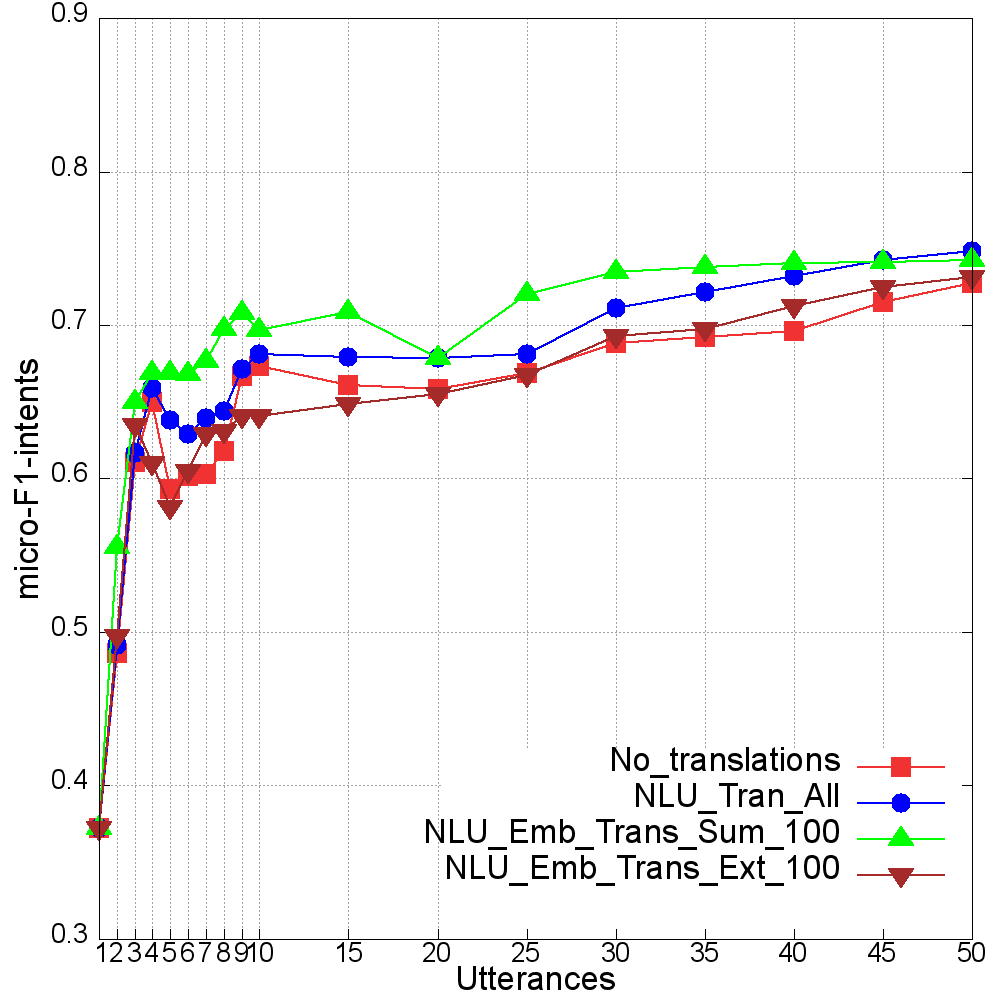 0.9
0.8
0.7
0.6
0.5
0.4
0.3
micro-F1-intents
No_translations
NLU_Tran_All
NLU_Emb_Trans_Sum_100
NLU_Emb_Trans_Ext_100
1 2 3 4 5 6 7 8 9 10 15 20 25 30 35 40 45 50
Utterances